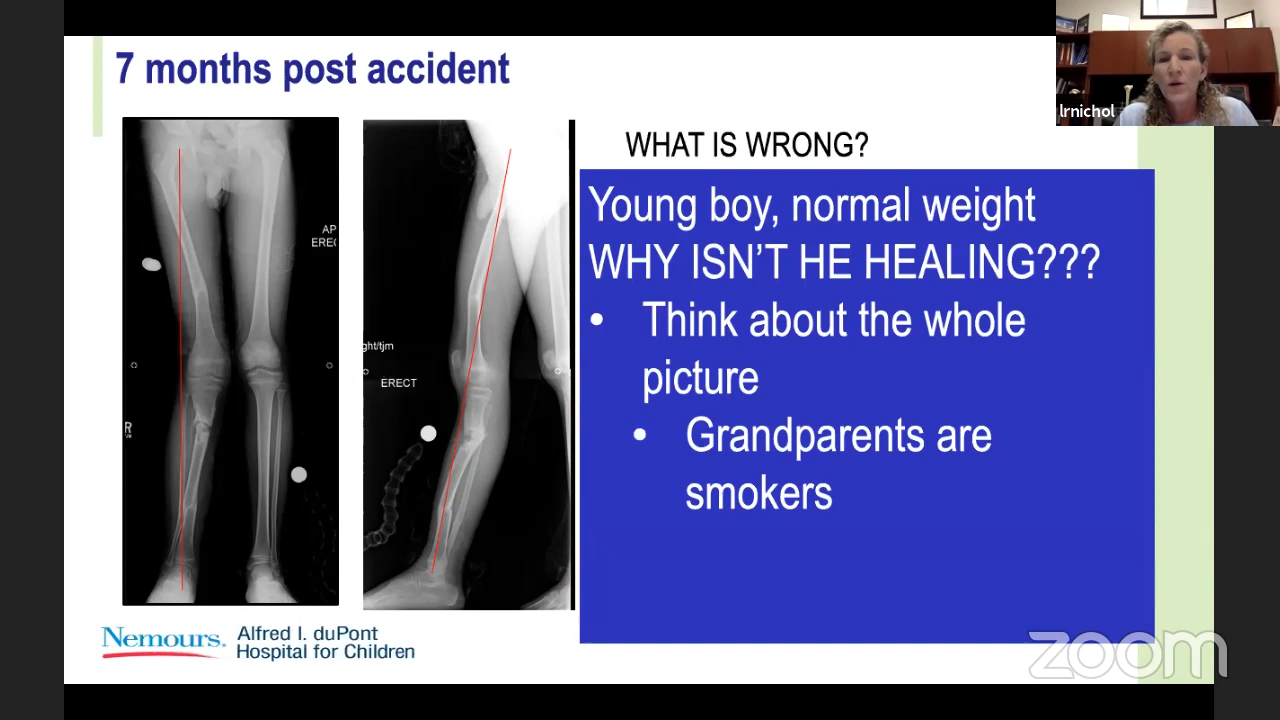 7 months post accident
lrnichol
WHAT IS WRONG?
Young boy, normal weight
WHY ISN'T HE HEALING???
• Think about the whole
picture
• Grandparents are
smokers
AP
EREC
R
ght/tjm
ERECT
Nemours. Alfred I. duPont
Hospital for Children
zoom